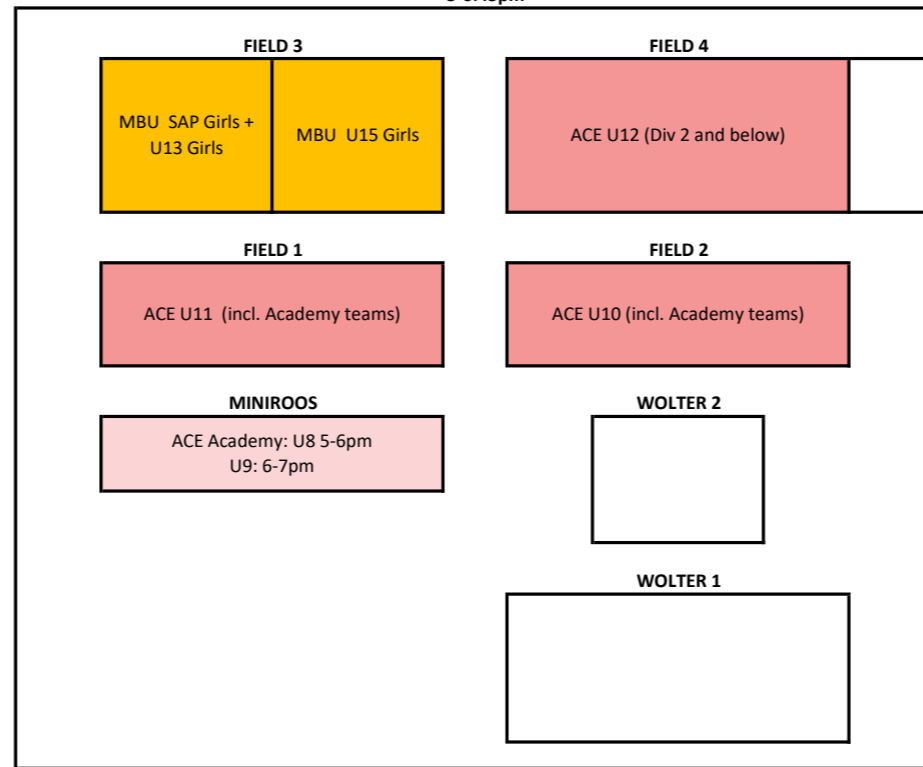 FIELD 3
FIELD 4
MBU SAP Girls +
U13 Girls
MBU U15 Girls
ACE U12 (Div 2 and below)
FIELD 1
FIELD 2
ACE U11 (incl. Academy teams)
ACE U10 (incl. Academy teams)
MINIROOS
WOLTER 2
ACE Academy: U8 5-6pm
U9: 6-7pm
WOLTER 1